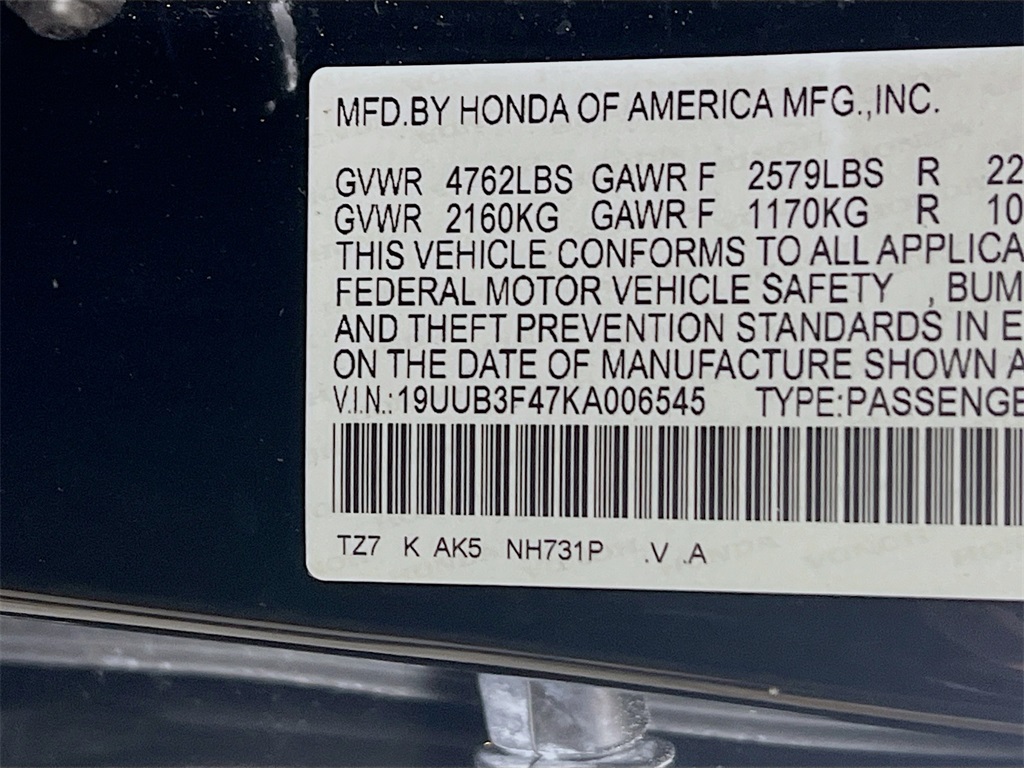 MFD.BY HONDA OF AMERICA MFG.,INC.
GVWR 4762LBS GAWR F 2579LBS R 22
GVWR 2160KG GAWR F 1170KG R 10
THIS VEHICLE CONFORMS TO ALL APPLICA
FEDERAL MOTOR VEHICLE SAFETY , BUM
AND THEFT PREVENTION STANDARDS IN E
ON THE DATE OF MANUFACTURE SHOWN A
V.I.N.:19UUB3F47KA006545 TYPE:PASSENGE
TZ7 K AK5 NH731P .V .A